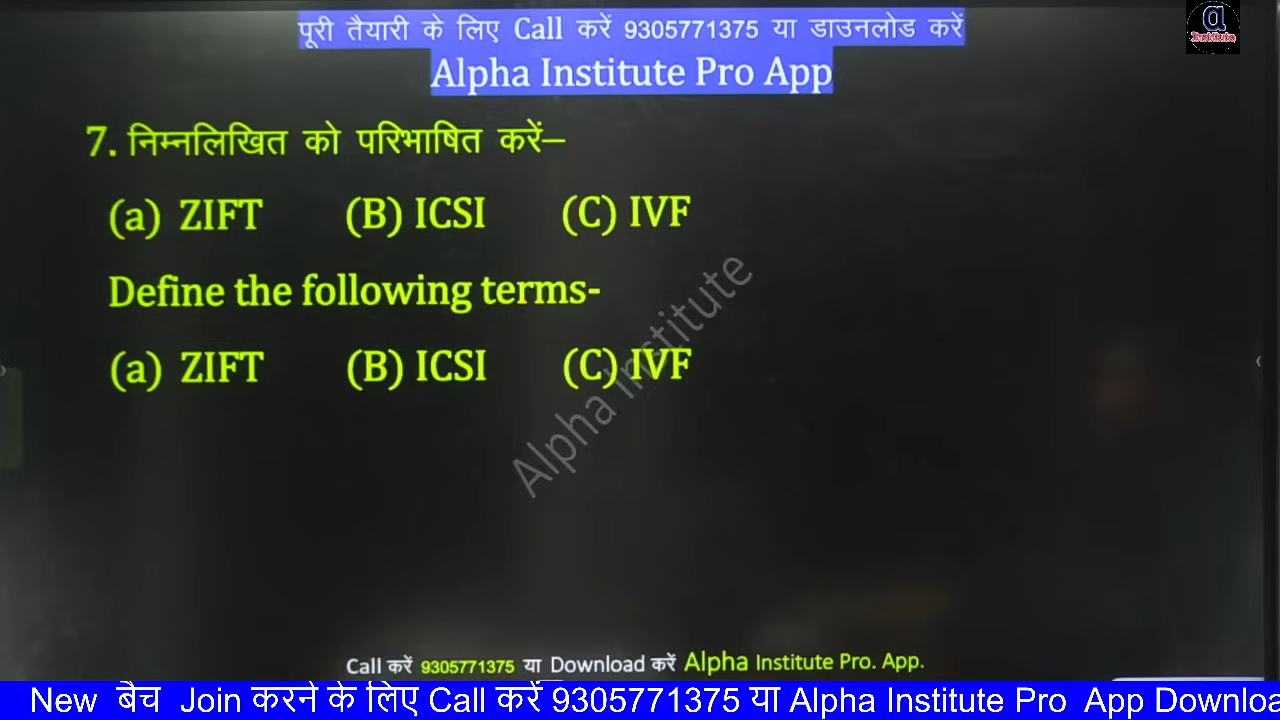 पूरी तैयारी के लिए Call करें 9305771375 या डाउनलोड करें
Alpha Institute Pro App
a
Institute
7. निम्नलिखित को परिभाषित करें–
(a) ZIFT (B) ICSI (C) IVF
Define the following terms-
(a) ZIFT (B) ICSI (C) IVF
Alpha Institute
Call करें 9305771375 या Download करें Alpha Institute Pro. App.
New बैच Join करने के लिए Call करें 9305771375 या Alpha Institute Pro App Downloa